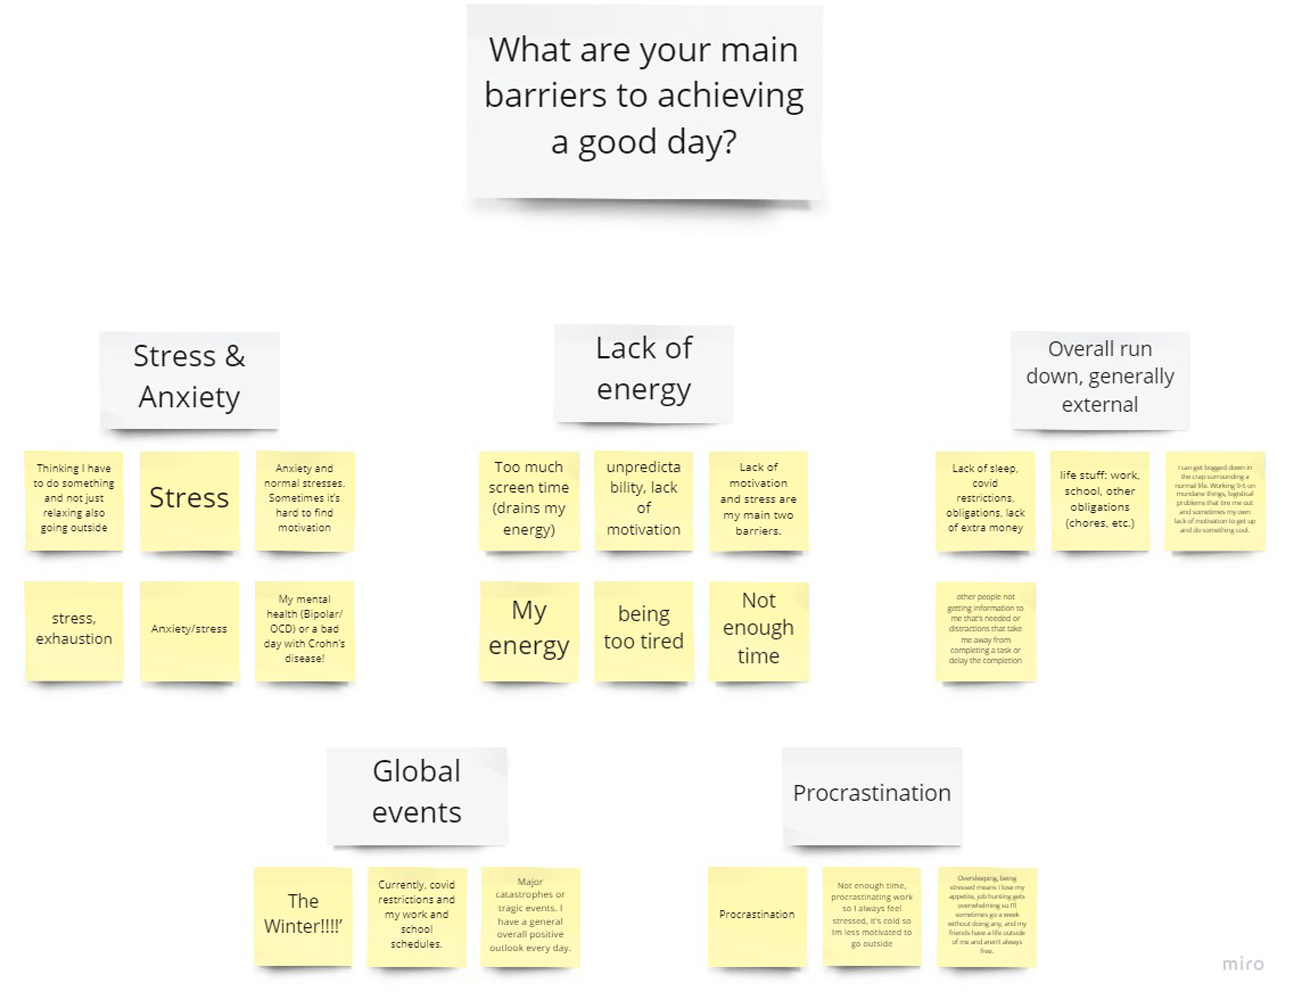 What are your main
barriers to achieving
a good day?
Stress &
Anxiety
Thinking I have
to do something
and not just
relaxing also
going outside
Stress
Anxiety and
normal stresses.
Sometimes it's
hard to find
motivation
stress,
exhaustion
Anxiety/stress
My mental
health (Bipolar/
OCD) or a bad
day with Crohn's
disease!
Lack of
energy
Too much
screen time
(drains my
energy)
unpredicta
bility, lack
of
motivation
Lack of
motivation
and stress are
my main two
barriers.
My
energy
being
too tired
Not
enough
time
Overall run
down, generally
external
Lack of sleep,
covid
restrictions,
obligations, lack
of extra money
life stuff: work,
school, other
obligations
(chores, etc.)
I can get bogged down in
the crap surrounding a
normal life. Working 9-5 on
mundane things, logistical
problems that tire me out
and sometimes my own
lack of motivation to get up
and do something cool.
other people not
getting information to
me that's needed or
distractions that take
me away from
completing a task or
delay the completion
Global
events
The
Winter!!!!'
Currently, covid
restrictions and
my work and
school
schedules.
Major
catastrophes or
tragic events. I
have a general
overall positive
outlook every day.
Procrastination
Procrastination
Not enough time,
procrastinating work
so I always feel
stressed, it's cold so
Im less motivated to
go outside
Oversleeping, being
stressed means I lose my
appetite, job hunting gets
overwhelming so I'll
sometimes go a week
without doing any, and my
friends have a life outside
of me and aren't always
free.
miro